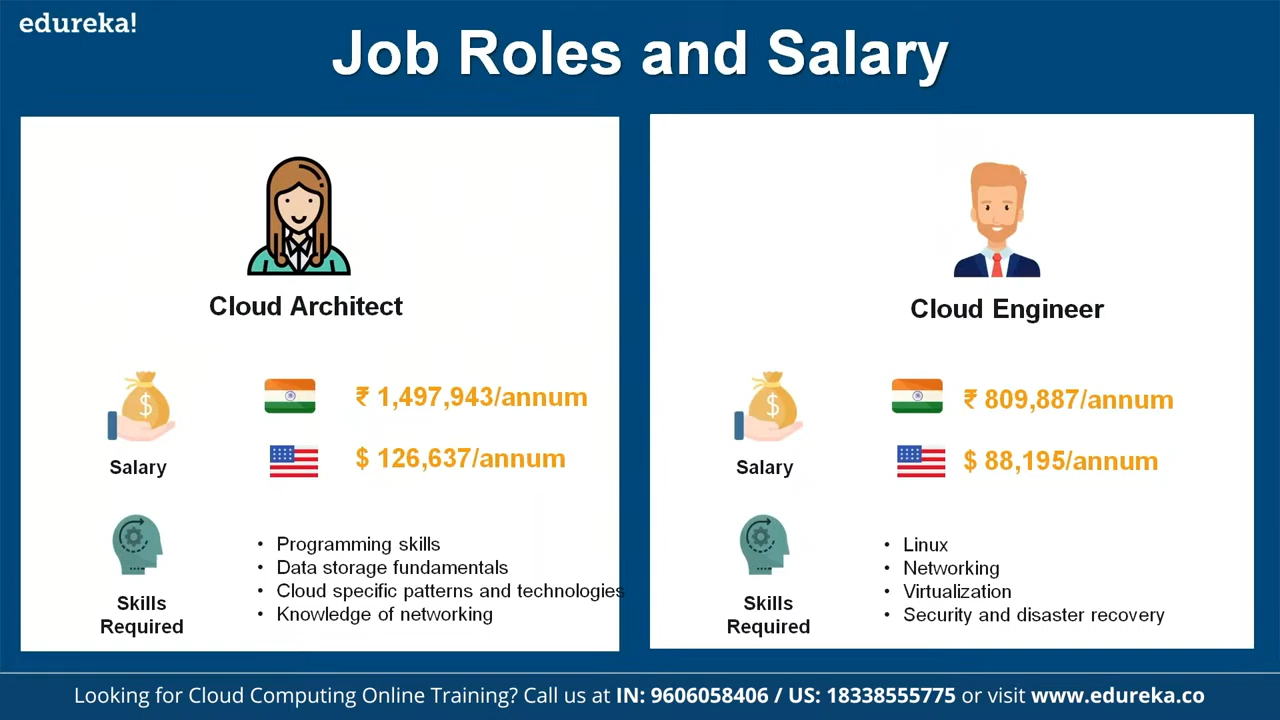 edureka!
Job Roles and Salary
Cloud Architect
$
₹ 1,497,943/annum
$ 126,637/annum
Salary
Skills
Required
• Programming skills
• Data storage fundamentals
• Cloud specific patterns and technologies
• Knowledge of networking
Cloud Engineer
$
₹ 809,887/annum
$ 88,195/annum
Salary
Skills
Required
• Linux
• Networking
• Virtualization
• Security and disaster recovery
Looking for Cloud Computing Online Training? Call us at IN: 9606058406 / US: 18338555775 or visit www.edureka.co